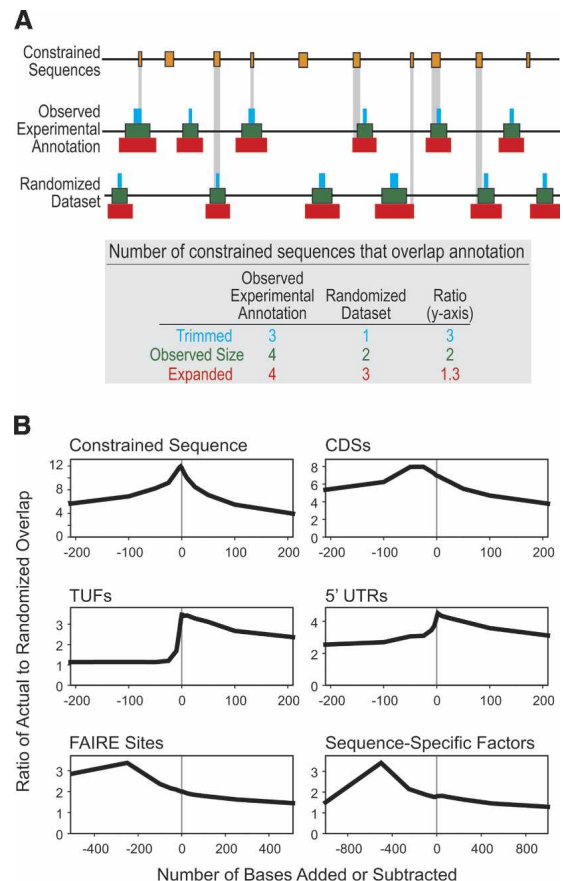 A
Constrained
Sequences
Observed
Experimental
Annotation
Randomized
Dataset
Number of constrained sequences that overlap annotation
Observed
Experimental
Annotation
Randomized
Dataset
Ratio
(y-axis)
Trimmed 3 1 3
Observed Size 4 2 2
Expanded 4 3 1.3
B
Ratio of Actual to Randomized Overlap
Constrained Sequence
12
8
4
0
-200 -100 0 100 200
CDSs
8
6
4
2
0
-200 -100 0 100 200
TUFs
3
2
1
0
-200 -100 0 100 200
5' UTRs
4
2
0
-200 -100 0 100 200
FAIRE Sites
3
2
1
0
-400 -200 0 200 400
Sequence-Specific Factors
3
2
1
0
-1000 -500 0 500 1000
Number of Bases Added or Subtracted